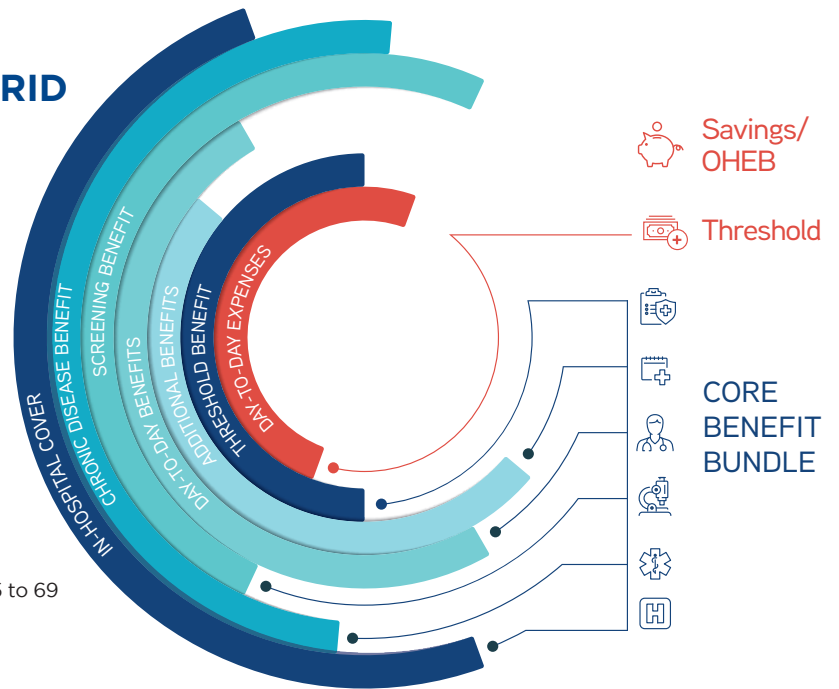 RID
Savings/
OHEB
Threshold
CORE
BENEFIT
BUNDLE
IN-HOSPITAL COVER
CHRONIC DISEASE BENEFIT
SCREENING BENEFIT
DAY-TO-DAY BENEFITS
ADDITIONAL BENEFITS
THRESHOLD BENEFIT
DAY-TO-DAY EXPENSES
to 69